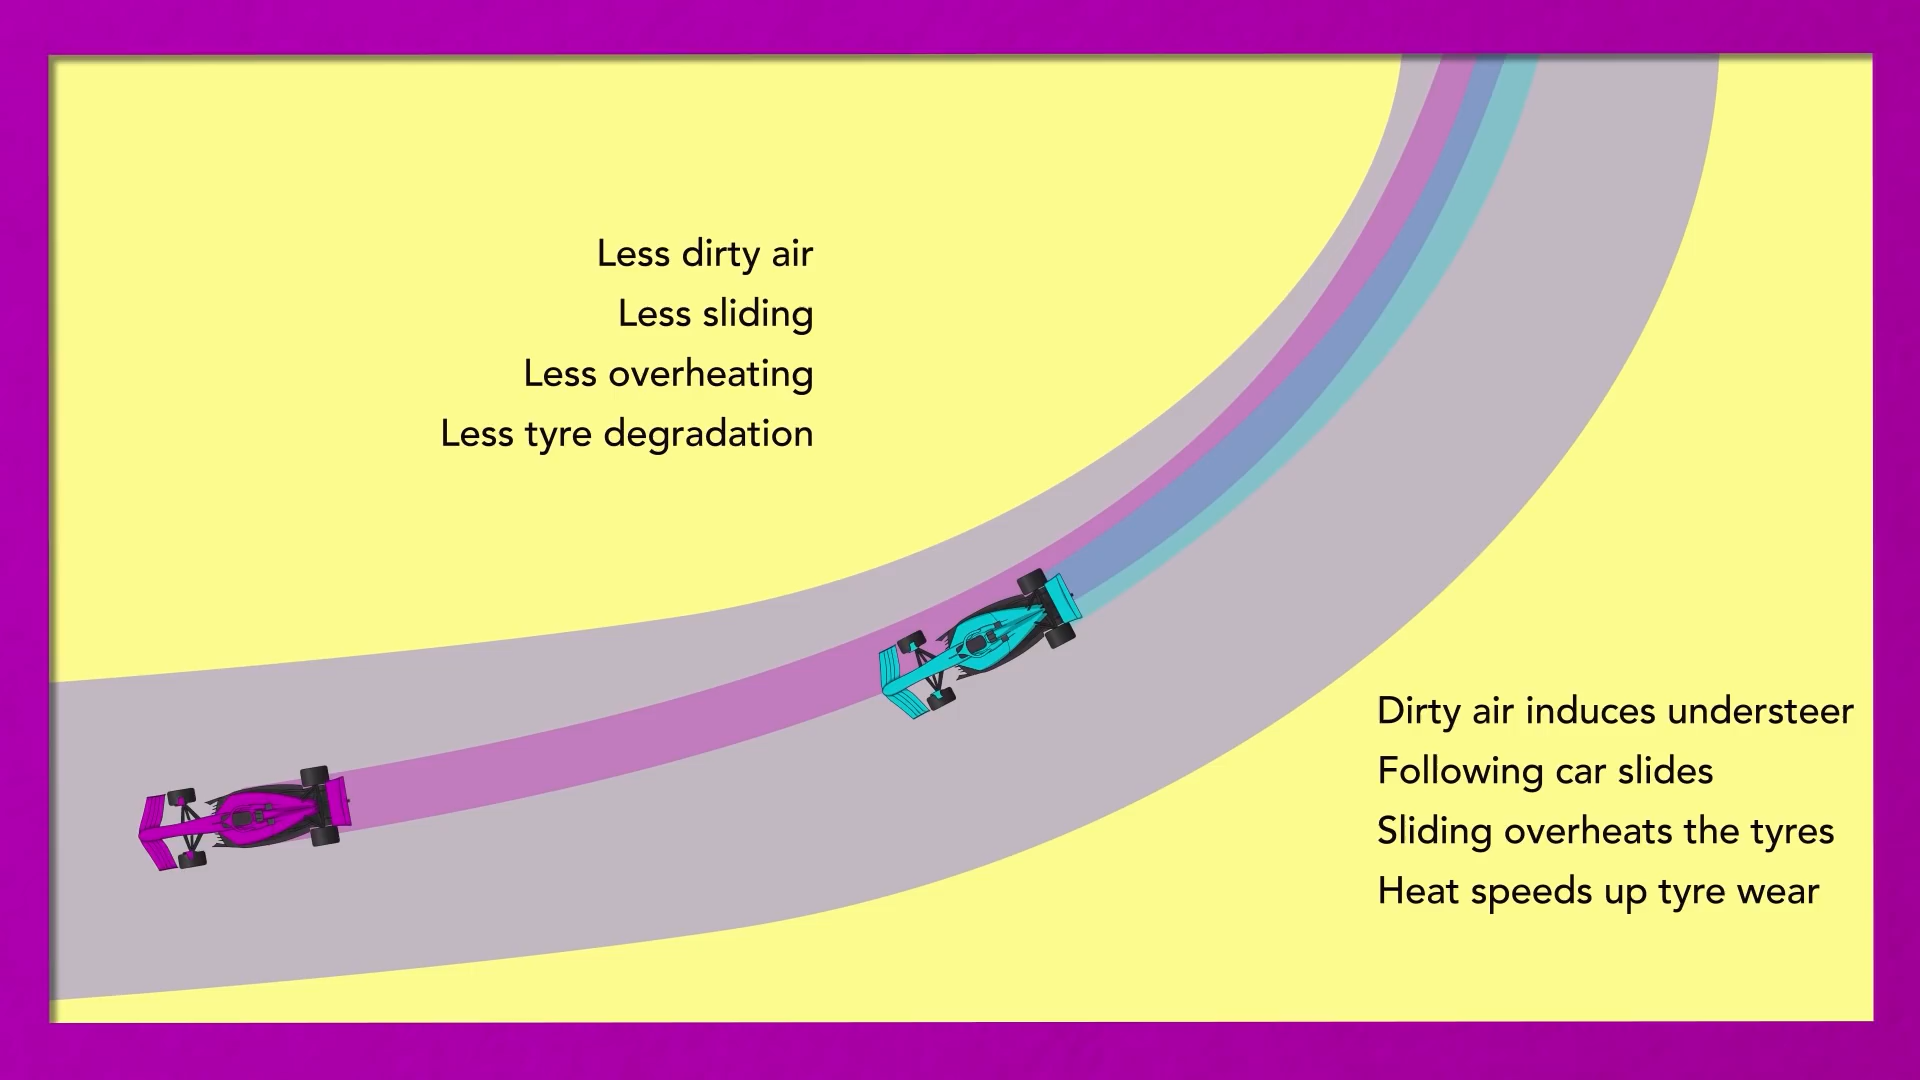 Less dirty air
Less sliding
Less overheating
Less tyre degradation
Dirty air induces understeer
Following car slides
Sliding overheats the tyres
Heat speeds up tyre wear